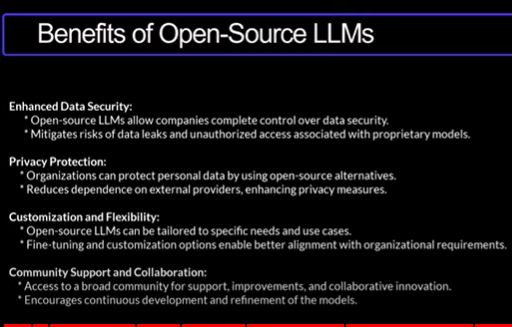 Benefits of Open-Source LLMs
Enhanced Data Security:
* Open-source LLMs allow companies complete control over data security.
* Mitigates risks of data leaks and unauthorized access associated with proprietary models.
Privacy Protection:
* Organizations can protect personal data by using open-source alternatives.
* Reduces dependence on external providers, enhancing privacy measures.
Customization and Flexibility:
* Open-source LLMs can be tailored to specific needs and use cases.
* Fine-tuning and customization options enable better alignment with organizational requirements.
Community Support and Collaboration:
* Access to a broad community for support, improvements, and collaborative innovation.
* Encourages continuous development and refinement of the models.